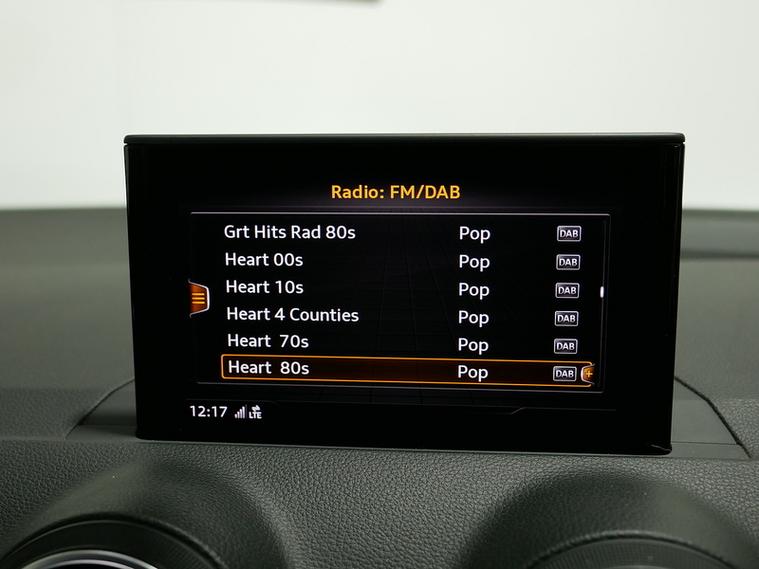 Radio: FM/DAB
Grt Hits Rad 80s Pop DAB
Heart 00s Pop DAB
Heart 10s Pop DAB
Heart 4 Counties Pop DAB
Heart 70s Pop DAB
Heart 80s Pop DAB +
12:17 LTE